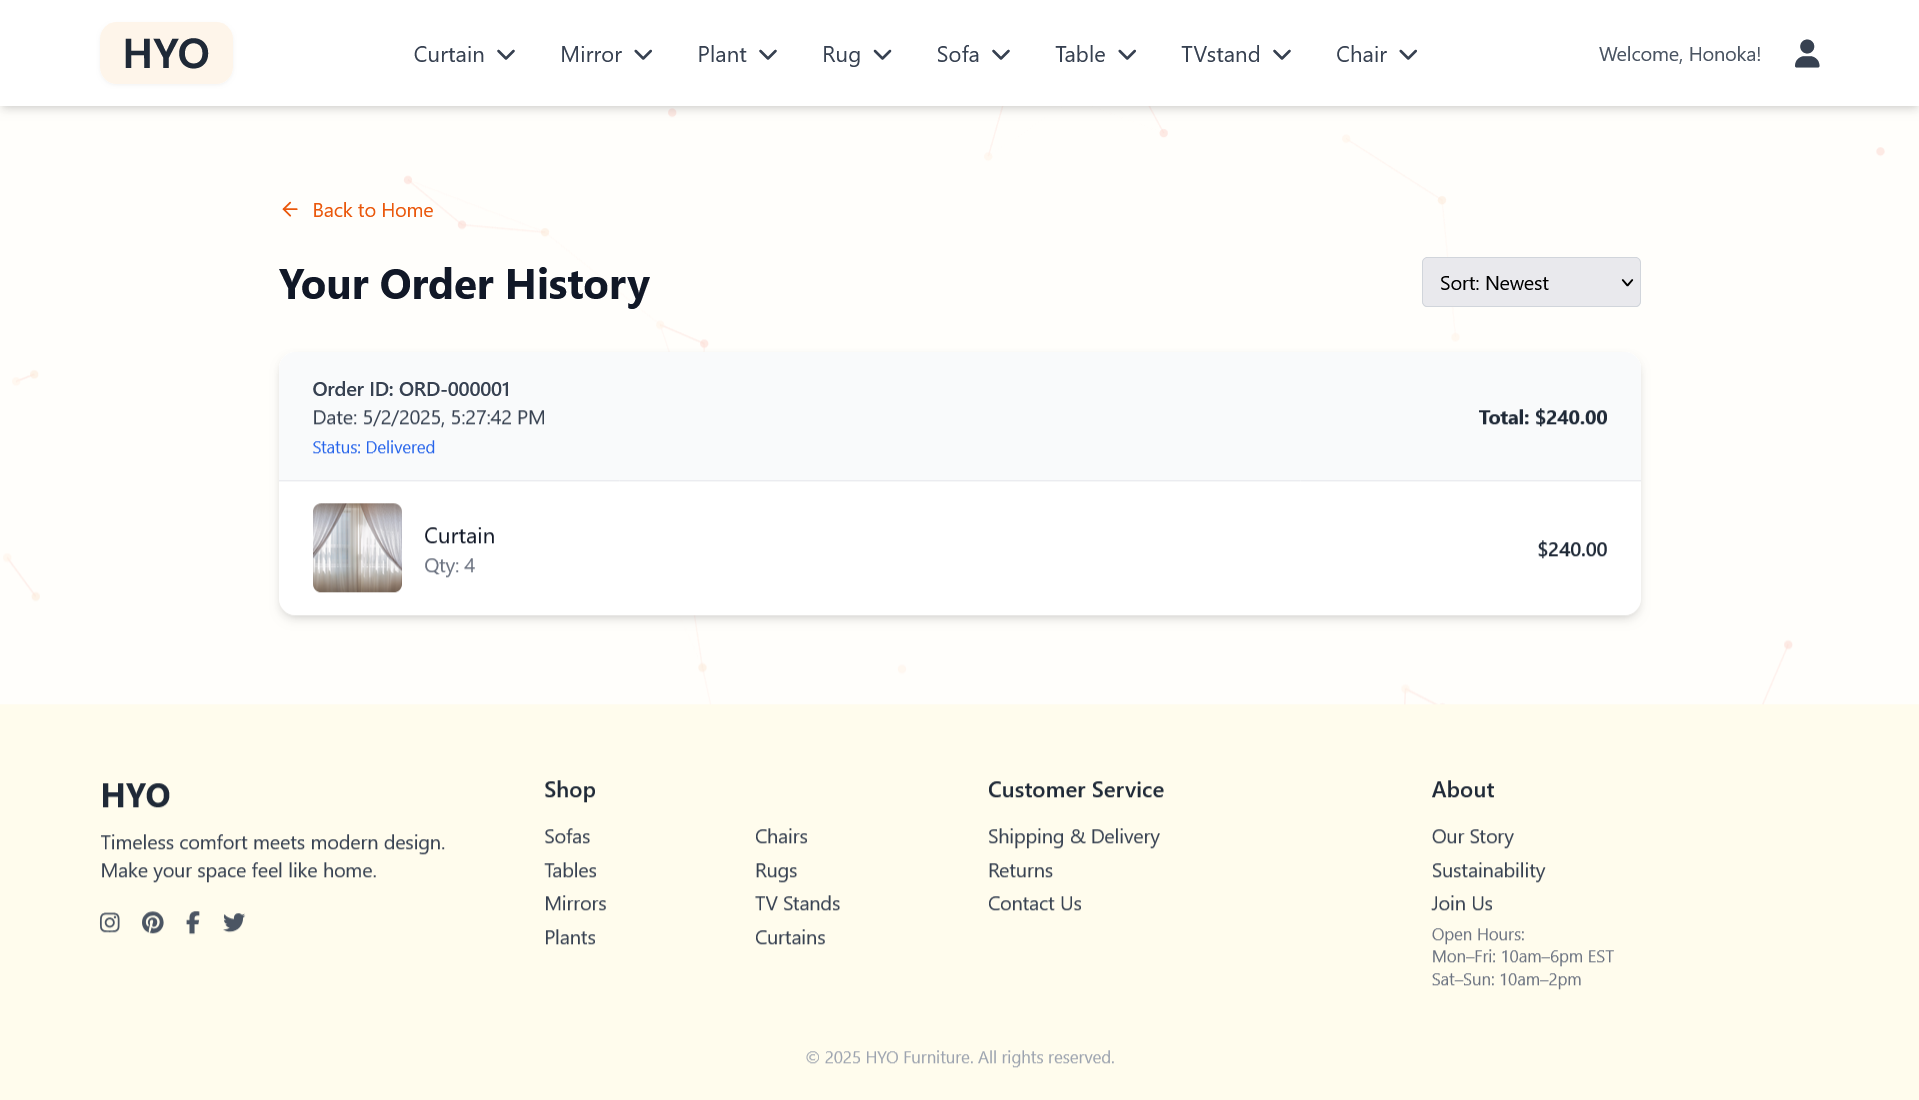 HYO
Curtain
Mirror
Plant
Rug
Sofa
Table
TVstand
Chair
Welcome, Honoka!
Back to Home
Your Order History
Sort: Newest
Order ID: ORD-000001
Date: 5/2/2025, 5:27:42 PM
Status: Delivered
Total: $240.00
Curtain
Qty: 4
$240.00
HYO
Timeless comfort meets modern design.
Make your space feel like home.
Shop
Sofas
Tables
Mirrors
Plants
Chairs
Rugs
TV Stands
Curtains
Customer Service
Shipping & Delivery
Returns
Contact Us
About
Our Story
Sustainability
Join Us
Open Hours:
Mon–Fri: 10am–6pm EST
Sat–Sun: 10am–2pm
© 2025 HYO Furniture. All rights reserved.